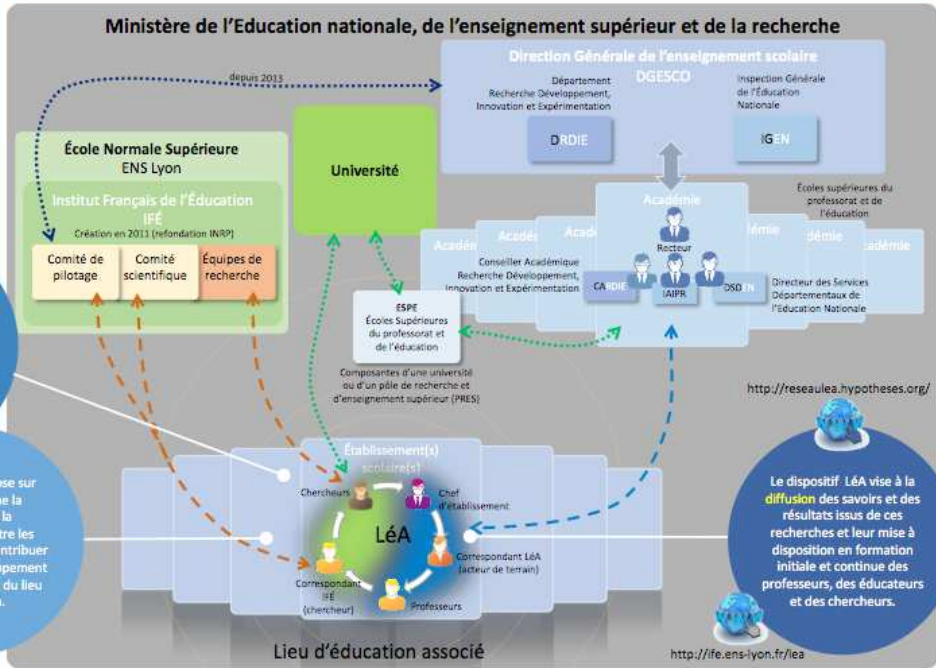 Ministère de l'Education nationale, de l'enseignement supérieur et de la recherche
Direction Générale de l'enseignement scolaire
DGESCO
depuis 2013
Département
Recherche Développement,
Innovation et Expérimentation
DRDIE
Inspection Générale
de l'Éducation
Nationale
IGEN
École Normale Supérieure
ENS Lyon
Institut Français de l'Éducation
IFÉ
Création en 2011 (refondation INRP)
Comité de
pilotage
Comité
scientifique
Équipes de
recherche
Université
Écoles supérieures du
professorat et de
l'éducation
Académie
Recteur
Conseiller Académique
Recherche Développement,
Innovation et Expérimentation
CARDIE
IAIPR
DSDEN
Directeur des Services
Départementaux de
l'Education Nationale
ESPE
Écoles Supérieures
du professorat et
de l'éducation
Composantes d'une université
ou d'un pôle de recherche et
d'enseignement supérieur (PRES)
http://reseaulea.hypotheses.org/
Établissement(s)
scolaire(s)
Chercheurs
Chef
d'établissement
LéA
Correspondant LéA
(acteur de terrain)
Correspondant
IFÉ
(chercheur)
Professeurs
Lieu d'éducation associé
Le dispositif LéA vise à la
diffusion des savoirs et des
résultats issus de ces
recherches et leur mise à
disposition en formation
initiale et continue des
professeurs, des éducateurs
et des chercheurs.
http://ife.ens-lyon.fr/lea